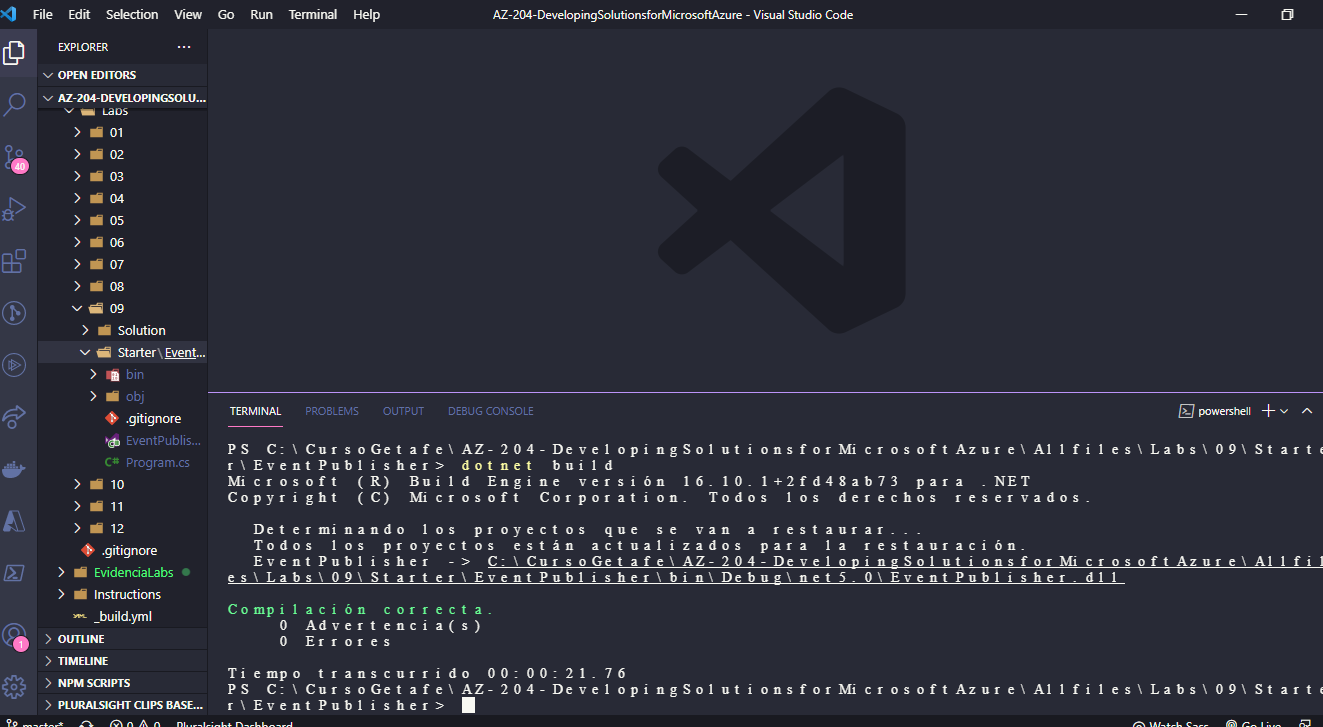 File Edit Selection View Go Run Terminal Help
AZ-204-DevelopingSolutionsforMicrosoftAzure - Visual Studio Code
EXPLORER
OPEN EDITORS
AZ-204-DEVELOPINGSOLU...
Labs
01
02
03
04
05
06
07
08
09
Solution
Starter\Event...
bin
obj
.gitignore
EventPublis...
C# Program.cs
10
11
12
.gitignore
EvidenciaLabs
Instructions
_build.yml
OUTLINE
TIMELINE
NPM SCRIPTS
PLURALSIGHT CLIPS BASE...
40
1
TERMINAL PROBLEMS OUTPUT DEBUG CONSOLE
powershell
PS C:\CursoGetafe\AZ-204-DevelopingSolutionsforMicrosoftAzure\Allfiles\Labs\09\Starte
r\EventPublisher> dotnet build
Microsoft (R) Build Engine versión 16.10.1+2fd48ab73 para .NET
Copyright (C) Microsoft Corporation. Todos los derechos reservados.
Determinando los proyectos que se van a restaurar...
Todos los proyectos están actualizados para la restauración.
EventPublisher -> C:\CursoGetafe\AZ-204-DevelopingSolutionsforMicrosoftAzure\Allfil
es\Labs\09\Starter\EventPublisher\bin\Debug\net5.0\EventPublisher.dll
Compilación correcta.
0 Advertencia(s)
0 Errores
Tiempo transcurrido 00:00:21.76
PS C:\CursoGetafe\AZ-204-DevelopingSolutionsforMicrosoftAzure\Allfiles\Labs\09\Starte
r\EventPublisher>
master* 0 0 Pluralsight Dashboard
Watch Sass Go Live